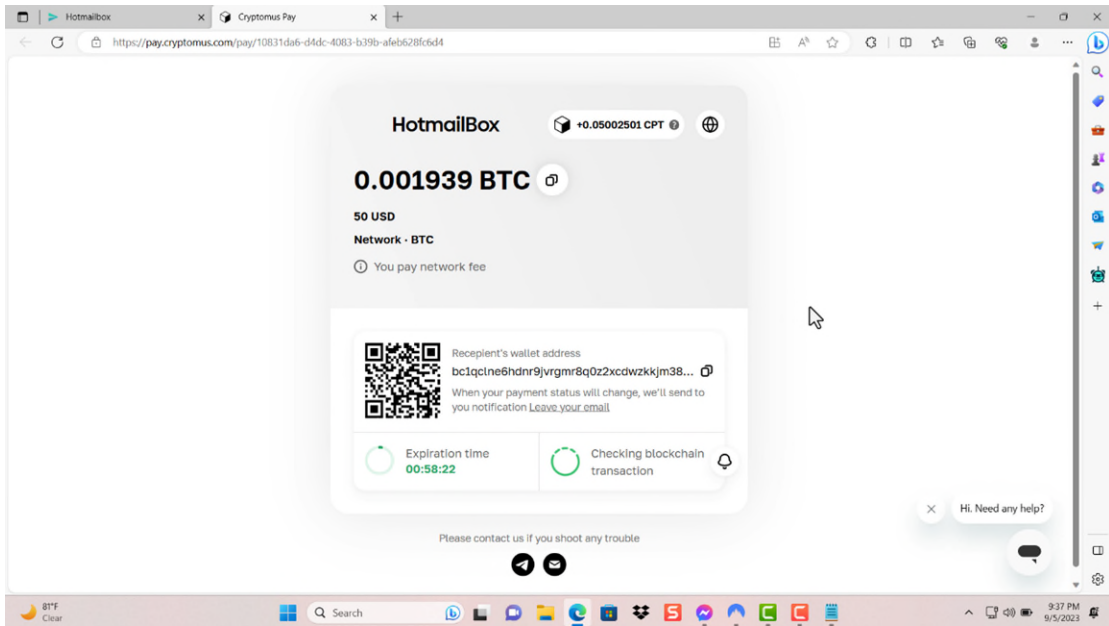 Hotmailbox
Cryptomus Pay
https://pay.cryptomus.com/pay/10831da6-d4dc-4083-b39b-afeb628fc6d4
HotmailBox
+0.05002501 CPT
0.001939 BTC
50 USD
Network · BTC
You pay network fee
Recepient's wallet address
bc1qclne6hdnr9jvrgmr8q0z2xcdwzkkjm38...
When your payment status will change, we'll send to
you notification Leave your email
Expiration time
00:58:22
Checking blockchain
transaction
Hi. Need any help?
Please contact us if you shoot any trouble
81°F
Clear
Search
9:37 PM
9/5/2023